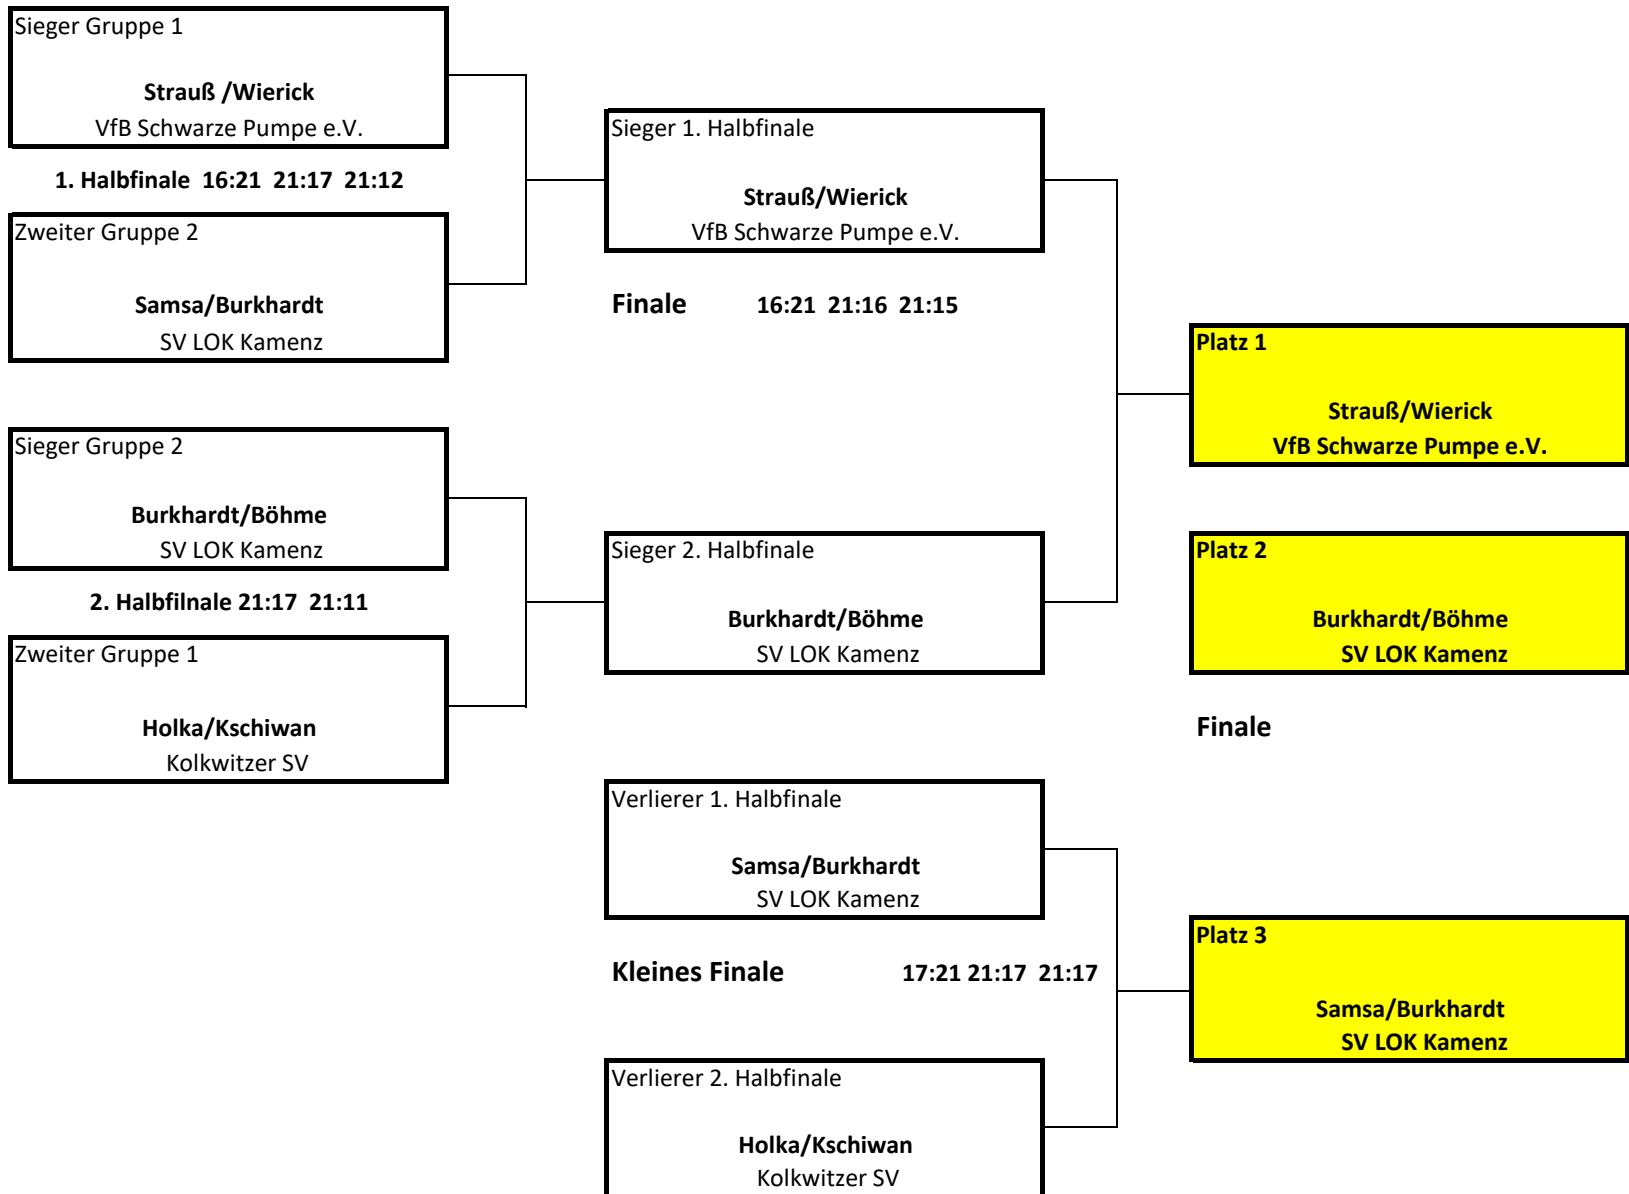 Sieger Gruppe 1
Strauß /Wierick
VfB Schwarze Pumpe e.V.
1. Halbfinale  16:21  21:17  21:12
Zweiter Gruppe 2
Samsa/Burkhardt
SV LOK Kamenz
Sieger Gruppe 2
Burkhardt/Böhme
SV LOK Kamenz
2. Halbfilnale 21:17  21:11
Zweiter Gruppe 1
Holka/Kschiwan
Kolkwitzer SV
Sieger 1. Halbfinale
Strauß/Wierick
VfB Schwarze Pumpe e.V.
Finale 16:21  21:16  21:15
Sieger 2. Halbfinale
Burkhardt/Böhme
SV LOK Kamenz
Verlierer 1. Halbfinale
Samsa/Burkhardt
SV LOK Kamenz
Kleines Finale 17:21 21:17  21:17
Verlierer 2. Halbfinale
Holka/Kschiwan
Kolkwitzer SV
Platz 1
Strauß/Wierick
VfB Schwarze Pumpe e.V.
Platz 2
Burkhardt/Böhme
SV LOK Kamenz
Finale
Platz 3
Samsa/Burkhardt
SV LOK Kamenz